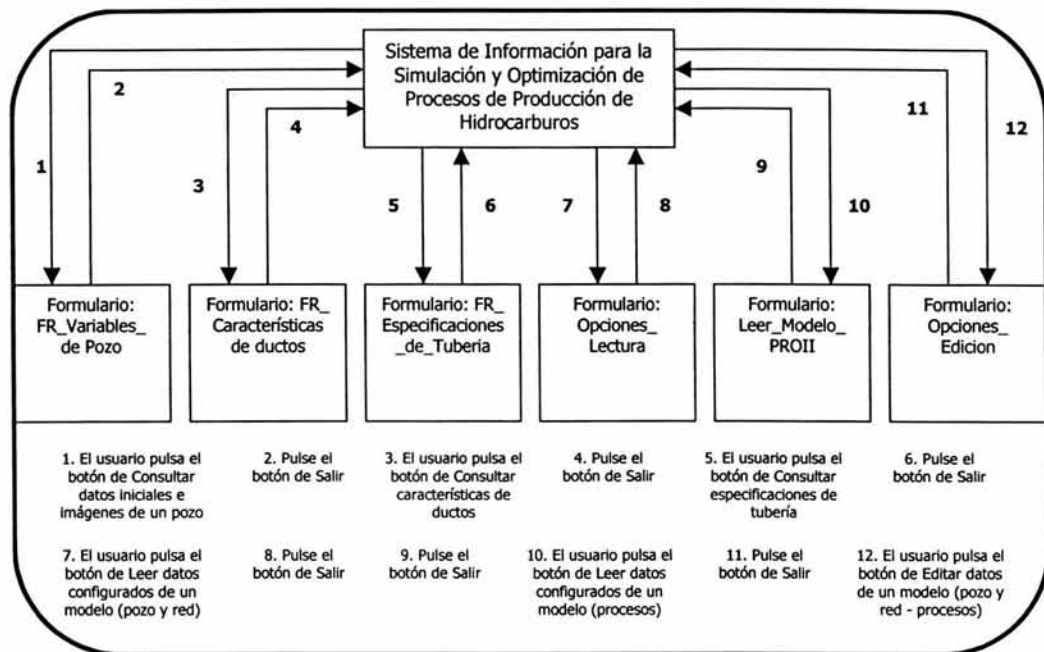 Sistema de Información para la
Simulación y Optimización de
Procesos de Producción de
Hidrocarburos
2
11
4
12
1
9
3
5
6
7
8
10
Formulario:
FR_Variables_
de Pozo
Formulario: FR_
Características
de ductos
Formulario: FR_
Especificaciones
_de_Tuberia
Formulario:
Opciones_
Lectura
Formulario:
Leer_Modelo_
PROII
Formulario:
Opciones_
Edicion
1. El usuario pulsa el
botón de Consultar
datos iniciales e
imágenes de un pozo
2. Pulse el
botón de Salir
3. El usuario pulsa el
botón de Consultar
características de
ductos
4. Pulse el
botón de Salir
5. El usuario pulsa el
botón de Consultar
especificaciones de
tubería
6. Pulse el
botón de Salir
7. El usuario pulsa el
botón de Leer datos
configurados de un
modelo (pozo y red)
8. Pulse el
botón de Salir
9. Pulse el
botón de Salir
10. El usuario pulsa el
botón de Leer datos
configurados de un
modelo (procesos)
11. Pulse el
botón de Salir
12. El usuario pulsa el
botón de Editar datos
de un modelo (pozo y
red - procesos)